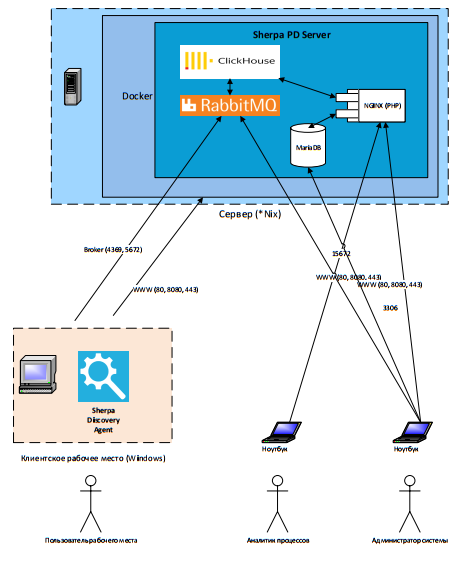 Sherpa PD Server
ClickHouse
Docker
RabbitMQ
NGINX (PHP)
MariaDB
Сервер (*Nix)
Broker (4369, 5672)
15672
WWW (80, 8080, 443)
WWW (80, 8080, 443)
WWW (80, 8080, 443)
3306
Sherpa
Discovery
Agent
Ноутбук
Ноутбук
Клиентское рабочее место (Windows)
Пользователь рабочего места
Аналитик процессов
Администратор системы